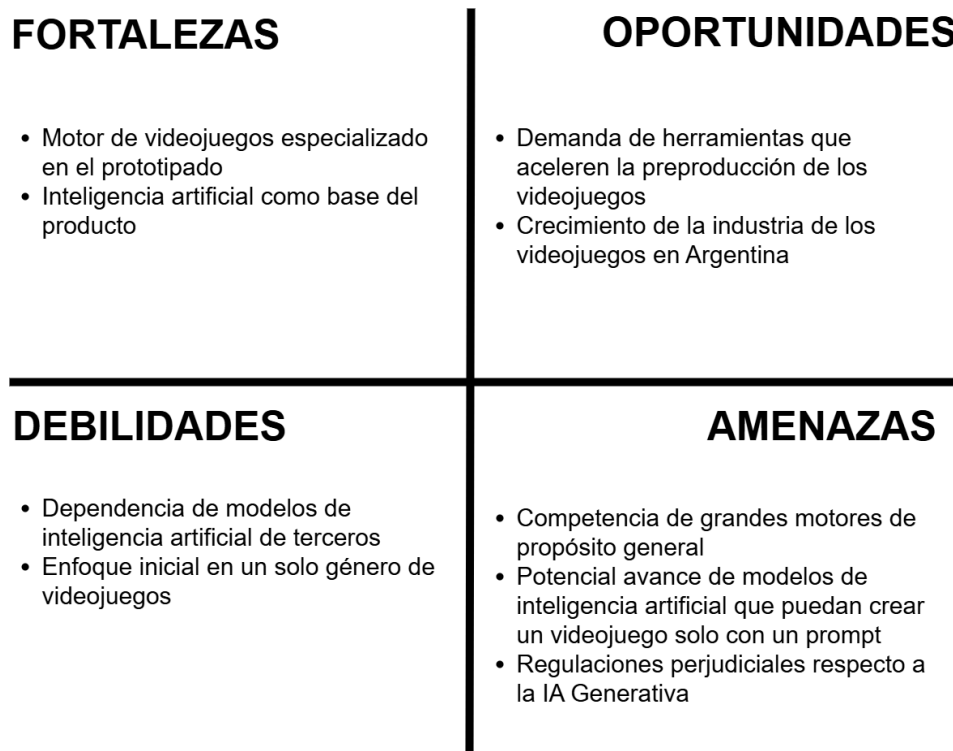 FORTALEZAS
• Motor de videojuegos especializado
en el prototipado
• Inteligencia artificial como base del
producto
OPORTUNIDADES
• Demanda de herramientas que
aceleren la preproducción de los
videojuegos
• Crecimiento de la industria de los
videojuegos en Argentina
DEBILIDADES
• Dependencia de modelos de
inteligencia artificial de terceros
• Enfoque inicial en un solo género de
videojuegos
AMENAZAS
• Competencia de grandes motores de
propósito general
• Potencial avance de modelos de
inteligencia artificial que puedan crear
un videojuego solo con un prompt
• Regulaciones perjudiciales respecto a
la IA Generativa